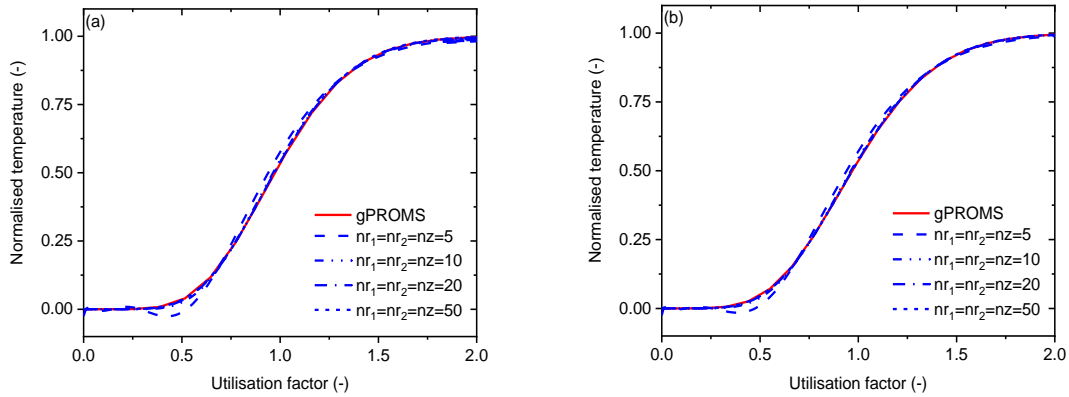 (a)
Normalised temperature (-)
1.00
0.75
0.50
0.25
0.00
gPROMS
nr₁=nr₂=nz=5
nr₁=nr₂=nz=10
nr₁=nr₂=nz=20
nr₁=nr₂=nz=50
0.0 0.5 1.0 1.5 2.0
Utilisation factor (-)
(b)
Normalised temperature (-)
1.00
0.75
0.50
0.25
0.00
gPROMS
nr₁=nr₂=nz=5
nr₁=nr₂=nz=10
nr₁=nr₂=nz=20
nr₁=nr₂=nz=50
0.0 0.5 1.0 1.5 2.0
Utilisation factor (-)